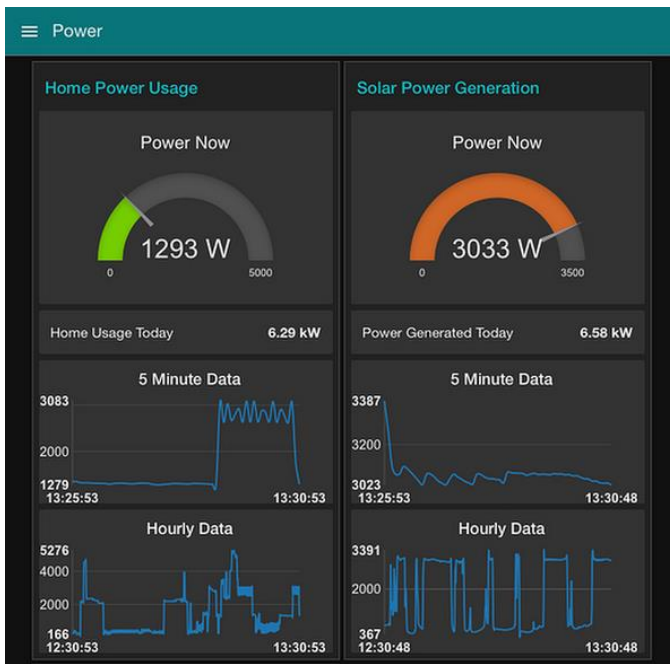 Power
Home Power Usage
Power Now
1293 W
0
5000
Home Usage Today 6.29 kW
5 Minute Data
3083
2000
1279
13:25:53 13:30:53
Hourly Data
5276
4000
2000
166
12:30:53 13:30:53
Solar Power Generation
Power Now
3033 W
0
3500
Power Generated Today 6.58 kW
5 Minute Data
3387
3200
3023
13:25:53 13:30:48
Hourly Data
3391
2000
367
12:30:48 13:30:48